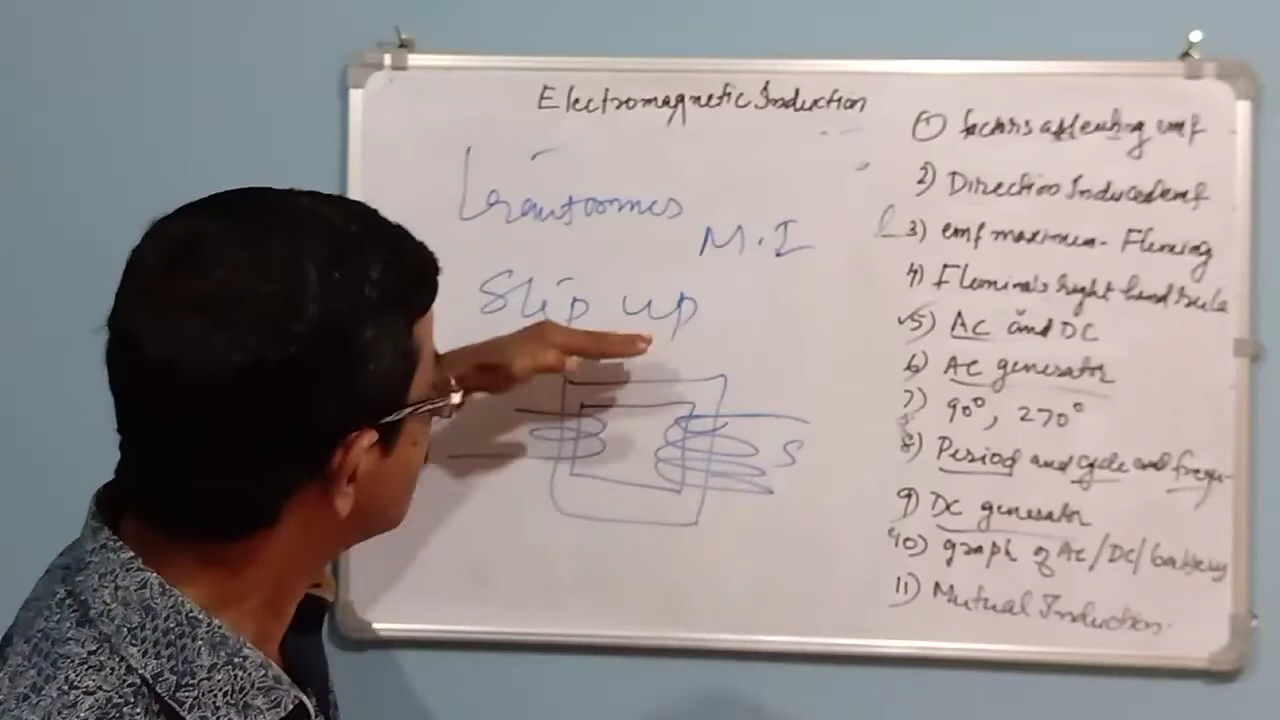 Electromagnetic Induction
M.I
Slip up
S
1) factors affecting emf
2) Direction Induced emf
3) emf maximum - Fleming
4) Fleming's right hand rule
5) AC and DC
6) AC generator
7) 90°, 270°
8) Period and cycle and frequ-
9) DC generator
10) graph of AC/DC/battery
11) Mutual Induction.